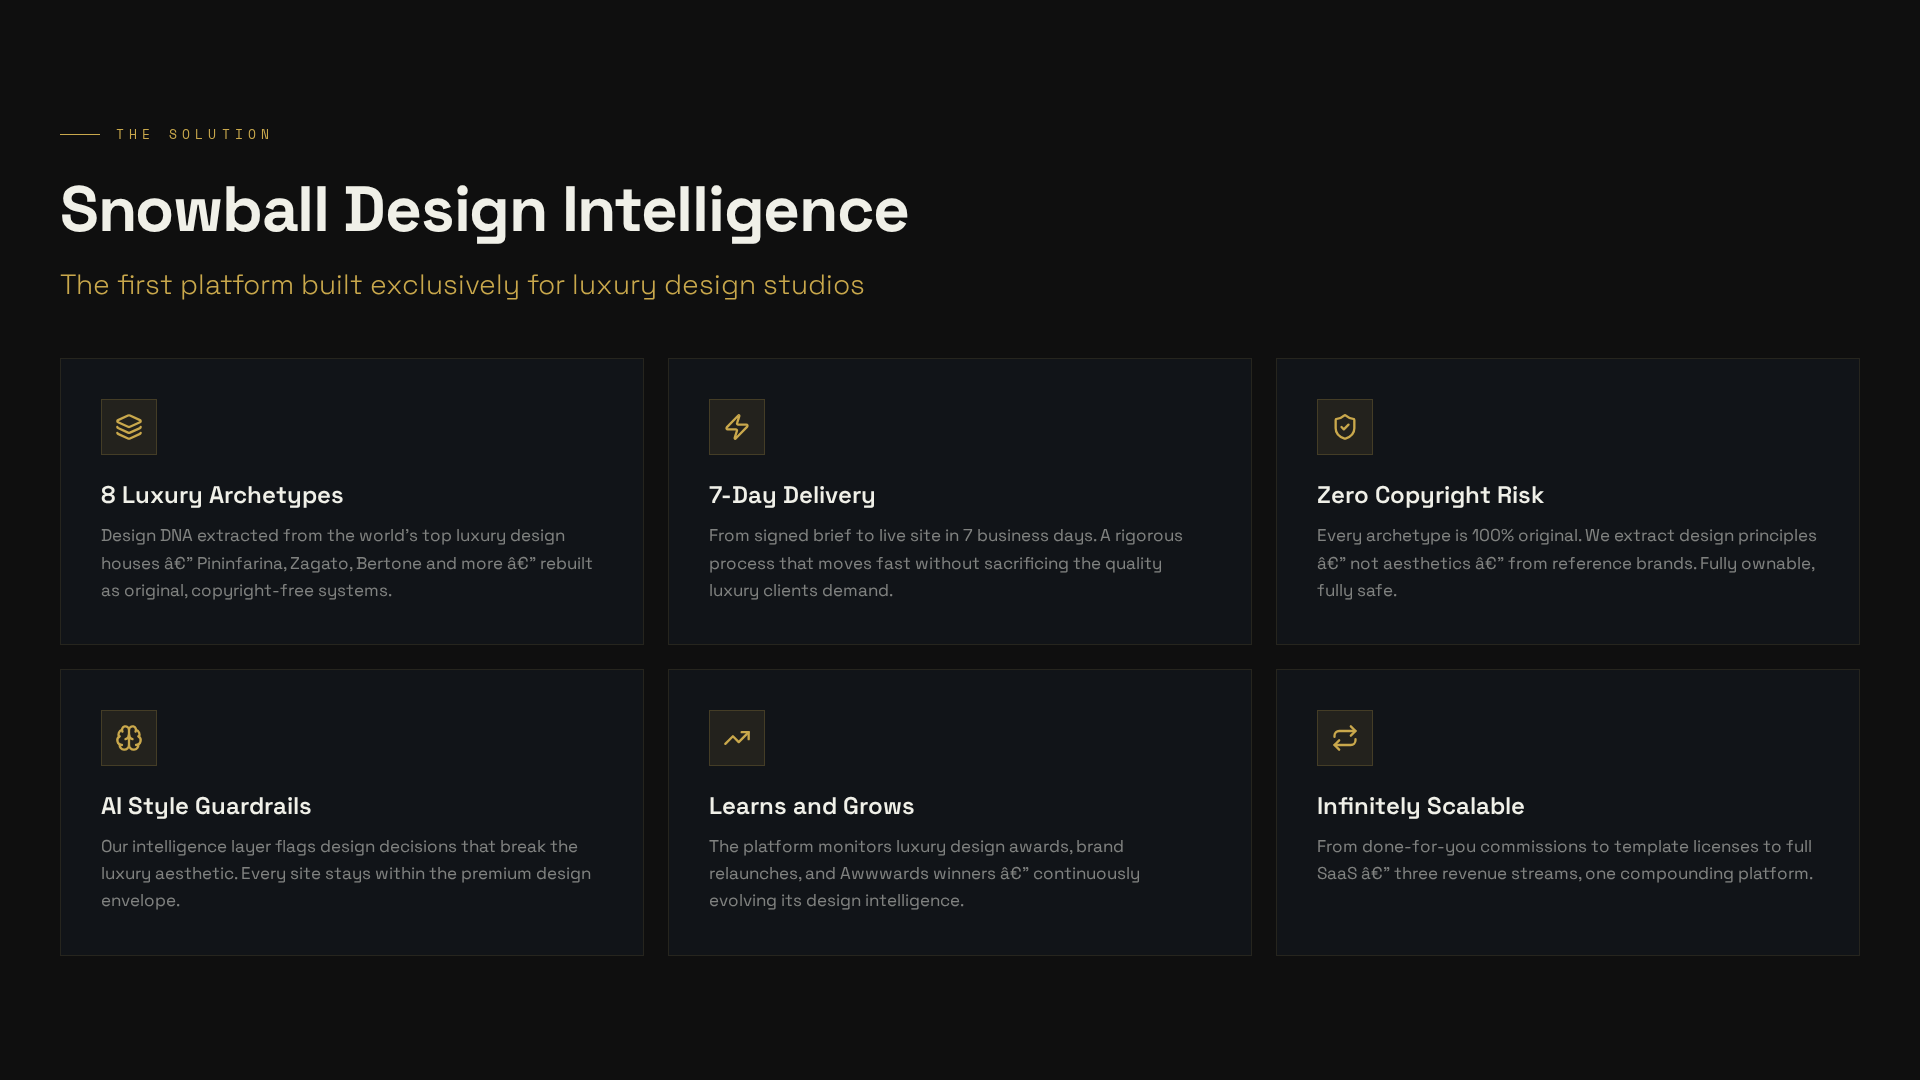 THE SOLUTION
Snowball Design Intelligence
The first platform built exclusively for luxury design studios
8 Luxury Archetypes
Design DNA extracted from the world's top luxury design
houses â€” Pininfarina, Zagato, Bertone and more â€” rebuilt
as original, copyright-free systems.
7-Day Delivery
From signed brief to live site in 7 business days. A rigorous
process that moves fast without sacrificing the quality
luxury clients demand.
Zero Copyright Risk
Every archetype is 100% original. We extract design principles
â€” not aesthetics â€” from reference brands. Fully ownable,
fully safe.
AI Style Guardrails
Our intelligence layer flags design decisions that break the
luxury aesthetic. Every site stays within the premium design
envelope.
Learns and Grows
The platform monitors luxury design awards, brand
relaunches, and Awwwards winners â€” continuously
evolving its design intelligence.
Infinitely Scalable
From done-for-you commissions to template licenses to full
SaaS â€” three revenue streams, one compounding platform.